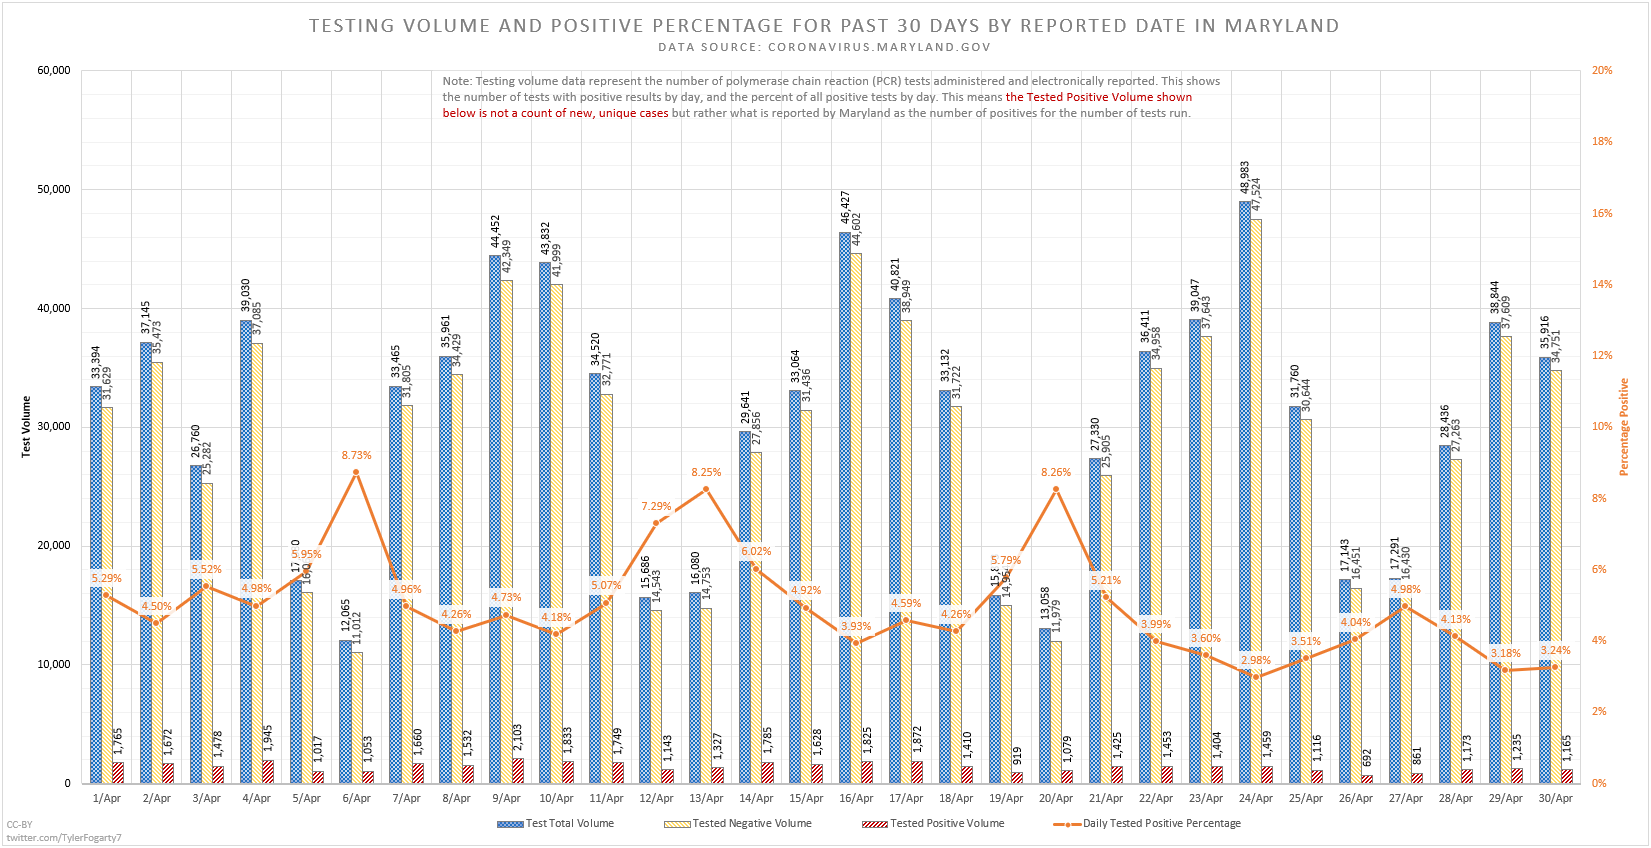 TESTING VOLUME AND POSITIVE PERCENTAGE FOR PAST 30 DAYS BY REPORTED DATE IN MARYLAND
DATA SOURCE: CORONAVIRUS.MARYLAND.GOV
Note: Testing volume data represent the number of polymerase chain reaction (PCR) tests administered and electronically reported. This shows
the number of tests with positive results by day, and the percent of all positive tests by day. This means the Tested Positive Volume shown
below is not a count of new, unique cases but rather what is reported by Maryland as the number of positives for the number of tests run.
60,000
50,000
40,000
30,000
20,000
10,000
0
Test Volume
20%
18%
16%
14%
12%
10%
8%
6%
4%
2%
0%
Percentage Positive
33,394 31,629 5.29% 1,765
37,145 35,473 4.50% 1,672
26,760 25,282 5.52% 1,478
39,030 37,085 4.98% 1,945
5.95% 1,017
12,065 11,012 8.73% 1,053
33,465 31,805 4.96% 1,660
35,961 34,429 4.26% 1,532
44,452 42,349 4.73% 2,103
43,832 41,999 4.18% 1,833
34,520 32,771 5.07% 1,749
15,686 14,543 7.29% 1,143
16,080 14,753 8.25% 1,327
29,641 27,856 6.02% 1,785
33,064 31,436 4.92% 1,628
46,427 44,602 3.93% 1,825
40,821 38,949 4.59% 1,872
33,132 31,722 4.26% 1,410
5.79% 919
13,058 11,979 8.26% 1,079
27,330 25,905 5.21% 1,425
36,411 34,958 3.99% 1,453
39,047 37,643 3.60% 1,404
48,983 47,524 2.98% 1,459
31,760 30,644 3.51% 1,116
17,143 16,451 4.04% 692
17,291 16,430 4.98% 861
28,436 27,263 4.13% 1,173
38,844 37,609 3.18% 1,235
35,916 34,751 3.24% 1,165
1/Apr 2/Apr 3/Apr 4/Apr 5/Apr 6/Apr 7/Apr 8/Apr 9/Apr 10/Apr 11/Apr 12/Apr 13/Apr 14/Apr 15/Apr 16/Apr 17/Apr 18/Apr 19/Apr 20/Apr 21/Apr 22/Apr 23/Apr 24/Apr 25/Apr 26/Apr 27/Apr 28/Apr 29/Apr 30/Apr
Test Total Volume Tested Negative Volume Tested Positive Volume Daily Tested Positive Percentage
CC-BY
twitter.com/TylerFogarty7